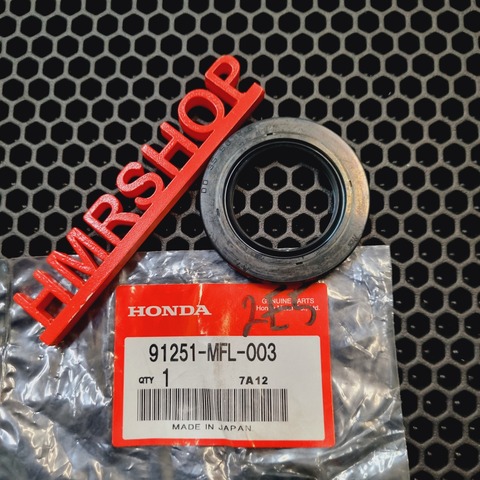 HMRSHOP
HONDA
GENUINE PARTS
91251-MFL-003
QTY 1
7A12
MADE IN JAPAN